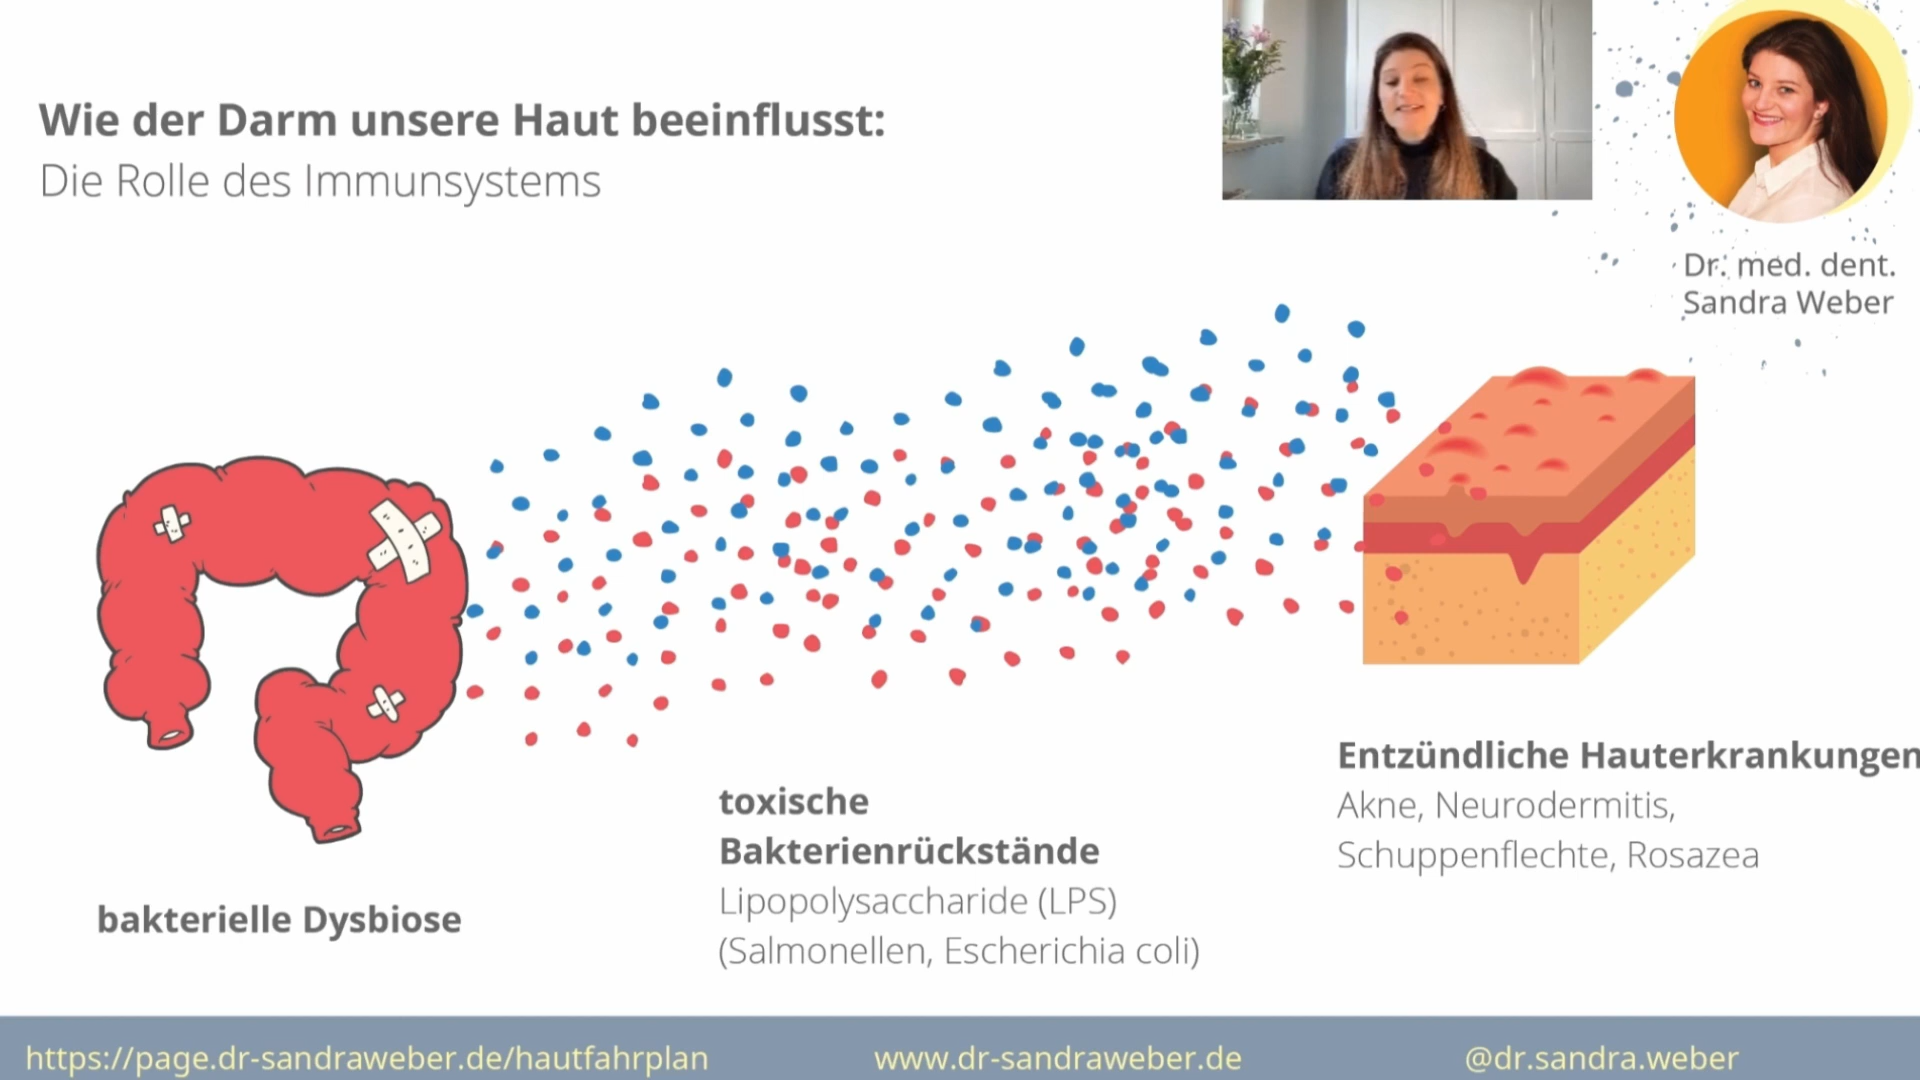 Wie der Darm unsere Haut beeinflusst:
Die Rolle des Immunsystems
Dr. med. dent.
Sandra Weber
bakterielle Dysbiose
toxische
Bakterienrückstände
Lipopolysaccharide (LPS)
(Salmonellen, Escherichia coli)
Entzündliche Hauterkrankungen
Akne, Neurodermitis,
Schuppenflechte, Rosazea
https://page.dr-sandraweber.de/hautfahrplan
www.dr-sandraweber.de
@dr.sandra.weber